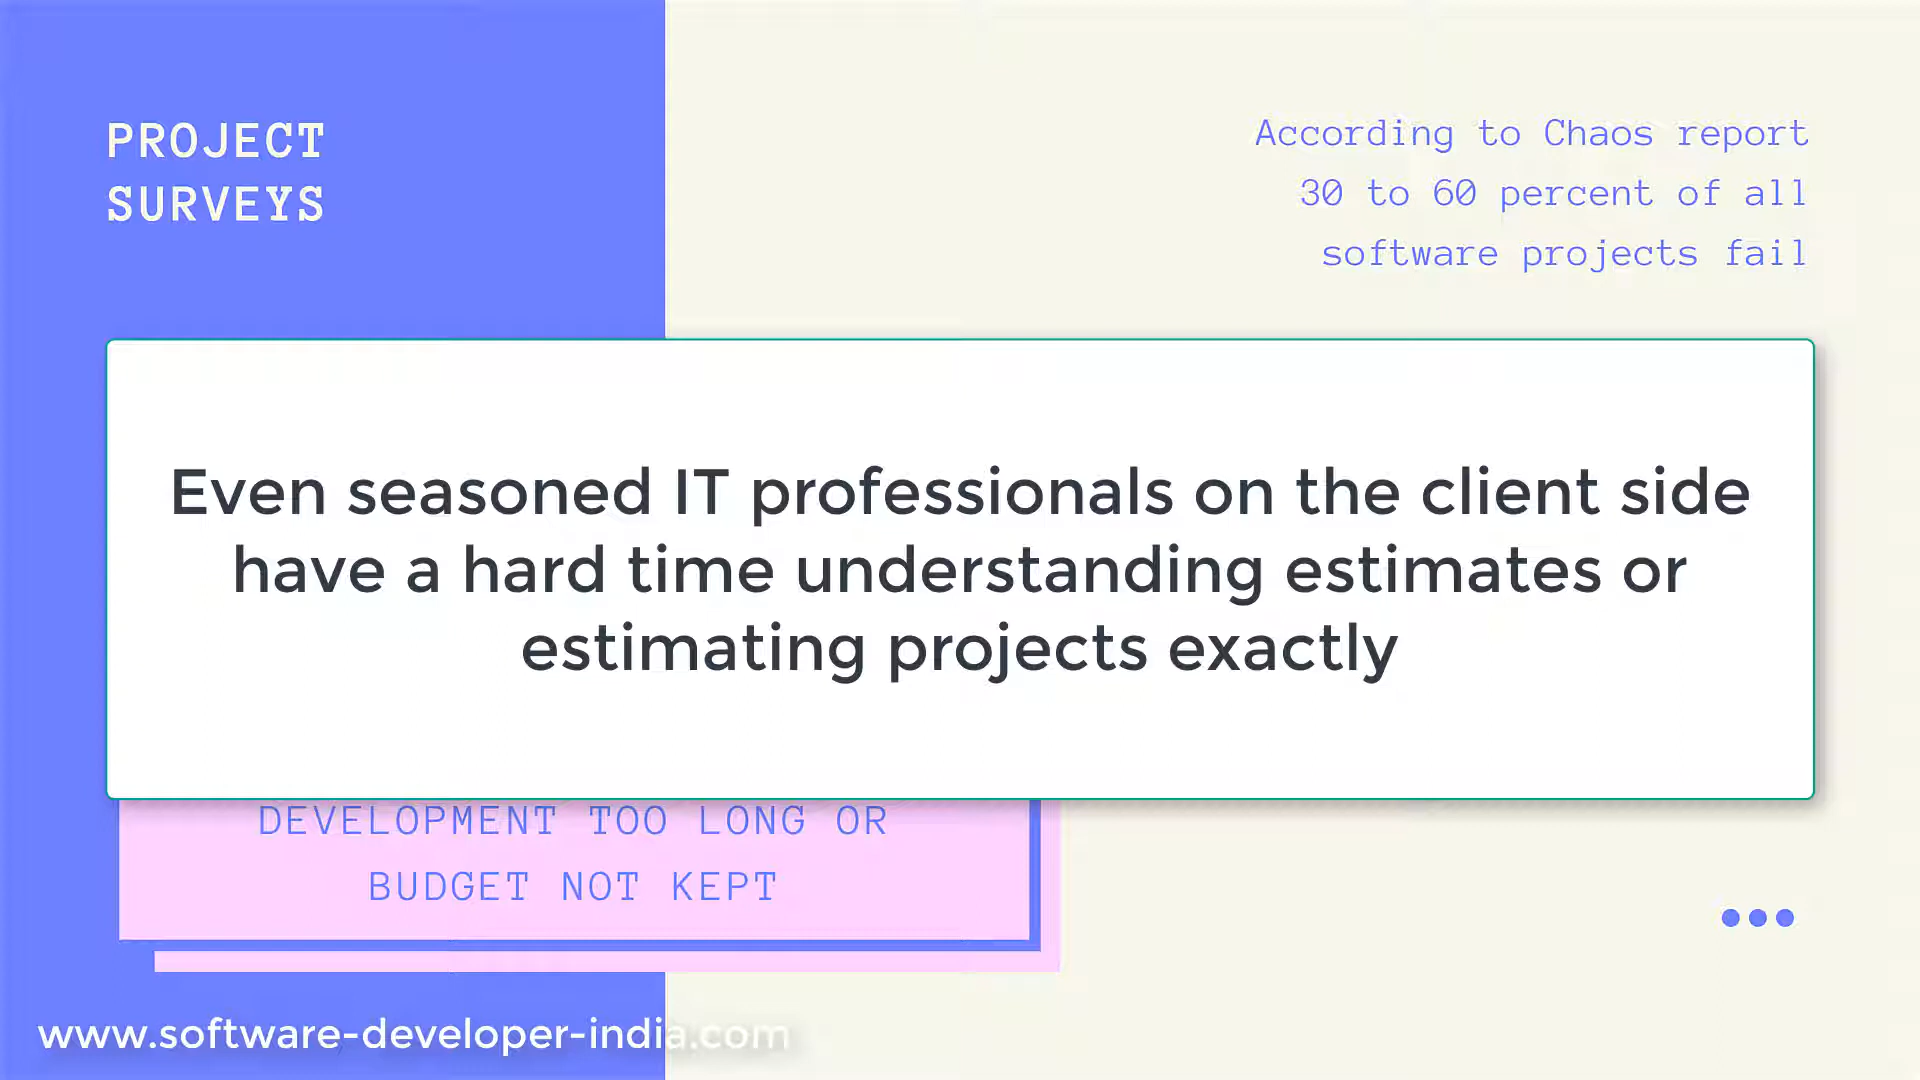 PROJECT
SURVEYS
According to Chaos report
30 to 60 percent of all
software projects fail
Even seasoned IT professionals on the client side
have a hard time understanding estimates or
estimating projects exactly
DEVELOPMENT TOO LONG OR
BUDGET NOT KEPT
www.software-developer-india.com